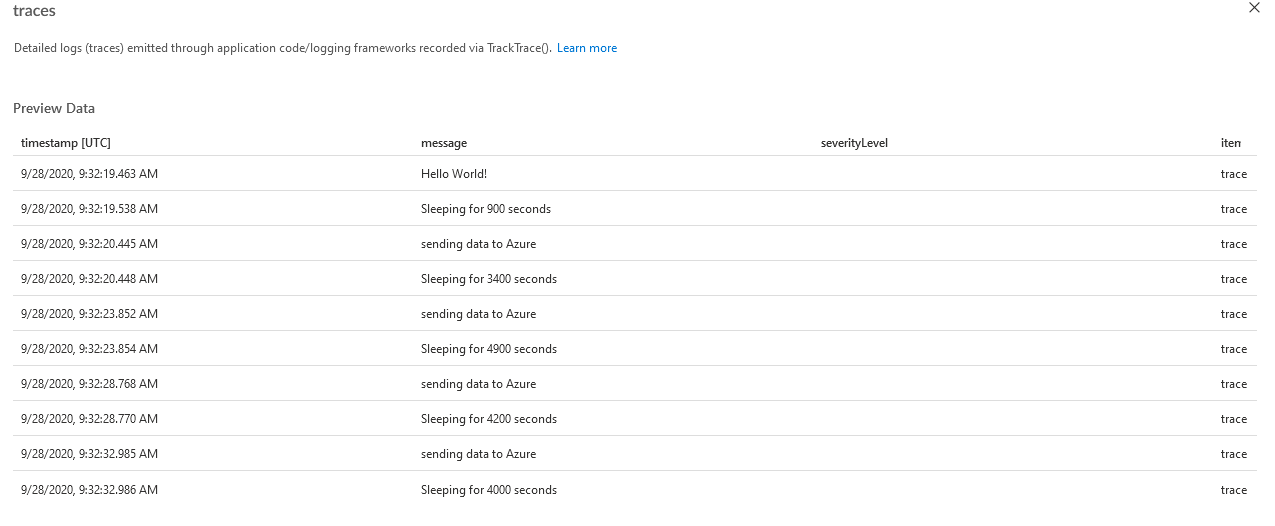 traces
Detailed logs (traces) emitted through application code/logging frameworks recorded via TrackTrace(). Learn more
Preview Data
timestamp [UTC] message severityLevel item
9/28/2020, 9:32:19.463 AM Hello World! trace
9/28/2020, 9:32:19.538 AM Sleeping for 900 seconds trace
9/28/2020, 9:32:20.445 AM sending data to Azure trace
9/28/2020, 9:32:20.448 AM Sleeping for 3400 seconds trace
9/28/2020, 9:32:23.852 AM sending data to Azure trace
9/28/2020, 9:32:23.854 AM Sleeping for 4900 seconds trace
9/28/2020, 9:32:28.768 AM sending data to Azure trace
9/28/2020, 9:32:28.770 AM Sleeping for 4200 seconds trace
9/28/2020, 9:32:32.985 AM sending data to Azure trace
9/28/2020, 9:32:32.986 AM Sleeping for 4000 seconds trace